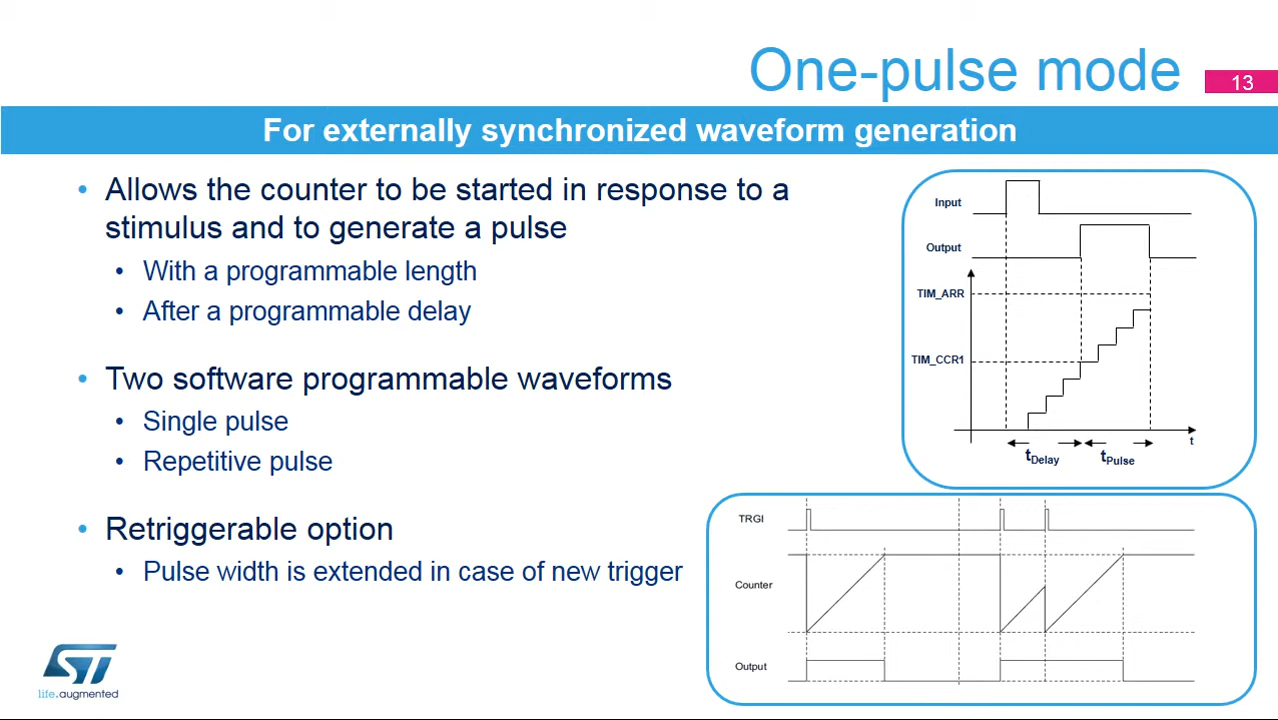 One-pulse mode
13
For externally synchronized waveform generation
• Allows the counter to be started in response to a
stimulus and to generate a pulse
• With a programmable length
• After a programmable delay
• Two software programmable waveforms
• Single pulse
• Repetitive pulse
• Retriggerable option
• Pulse width is extended in case of new trigger
Input
Output
TIM_ARR
TIM_CCR1
t
tDelay
tPulse
TRGI
Counter
Output
ST
life.augmented